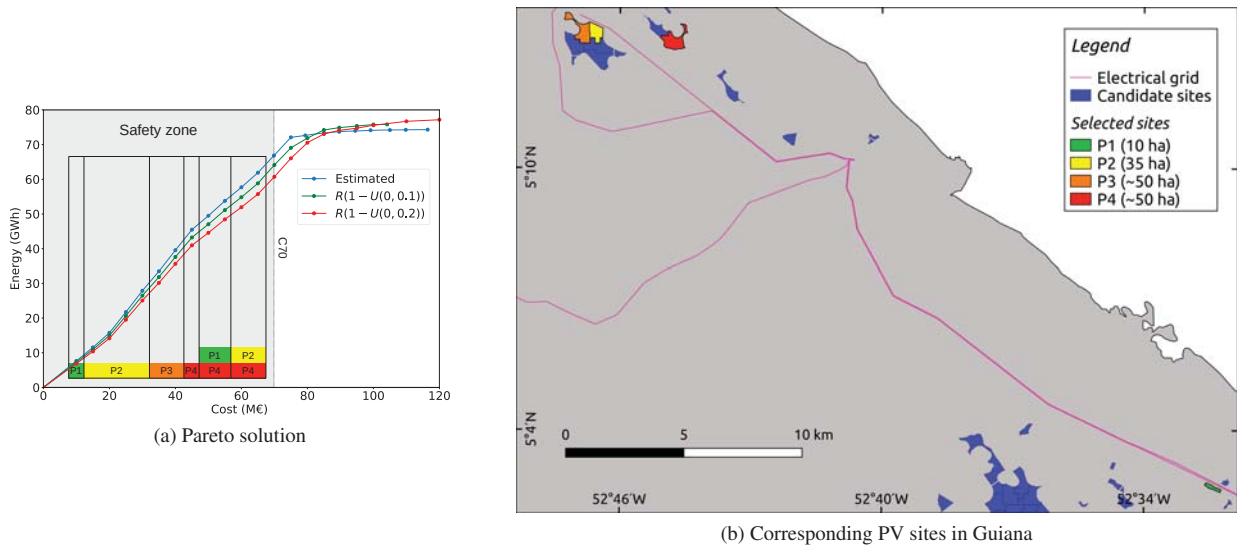 80
70
60
50
40
30
20
10
0
Energy (GWh)
Safety zone
Estimated
R(1 − U(0, 0.1))
R(1 − U(0, 0.2))
C70
P1 P2
P1 P2 P3 P4 P4 P4
0 20 40 60 80 100 120
Cost (M€)
(a) Pareto solution
Legend
Electrical grid
Candidate sites
Selected sites
P1 (10 ha)
P2 (35 ha)
P3 (~50 ha)
P4 (~50 ha)
5°10′N
5°4′N
0 5 10 km
52°46′W 52°40′W 52°34′W
(b) Corresponding PV sites in Guiana